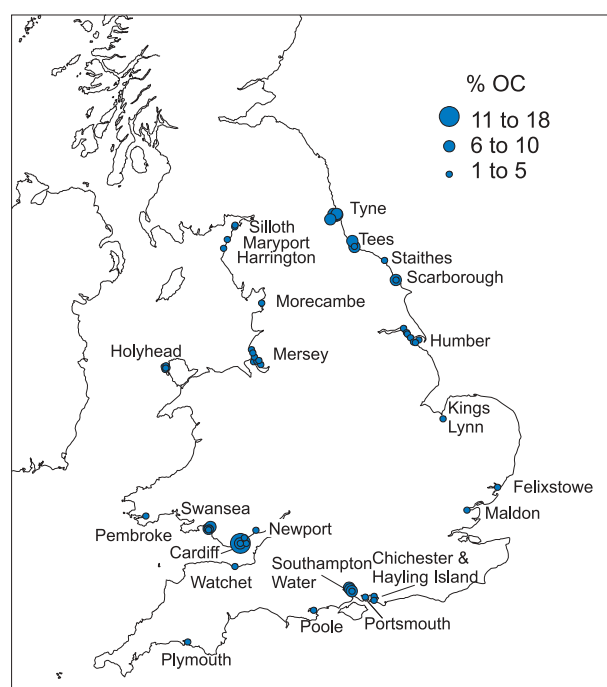 % OC
11 to 18
6 to 10
1 to 5
Tyne
Tees
Staithes
Scarborough
Silloth
Maryport
Harrington
Morecambe
Humber
Holyhead
Mersey
Kings
Lynn
Felixstowe
Maldon
Swansea
Pembroke
Newport
Cardiff
Watchet
Southampton
Water
Chichester &
Hayling Island
Portsmouth
Poole
Plymouth